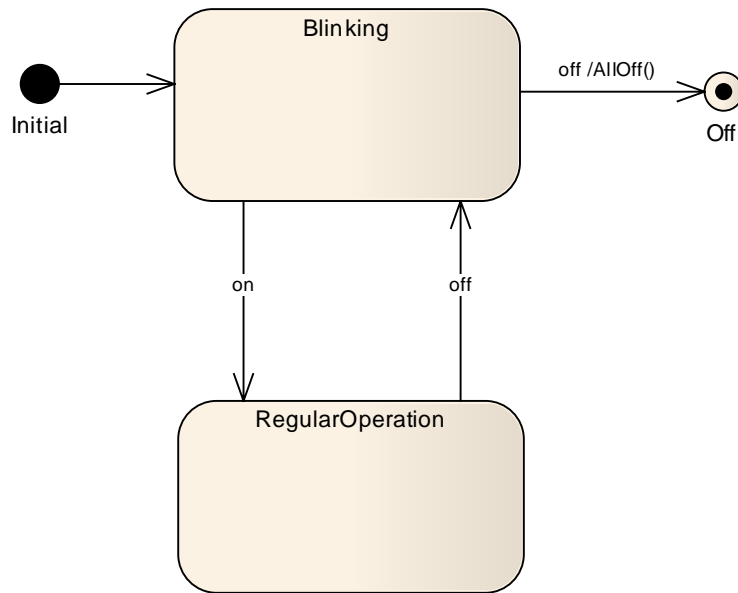 Blinking
off /AllOff()
Initial
Off
on
off
RegularOperation